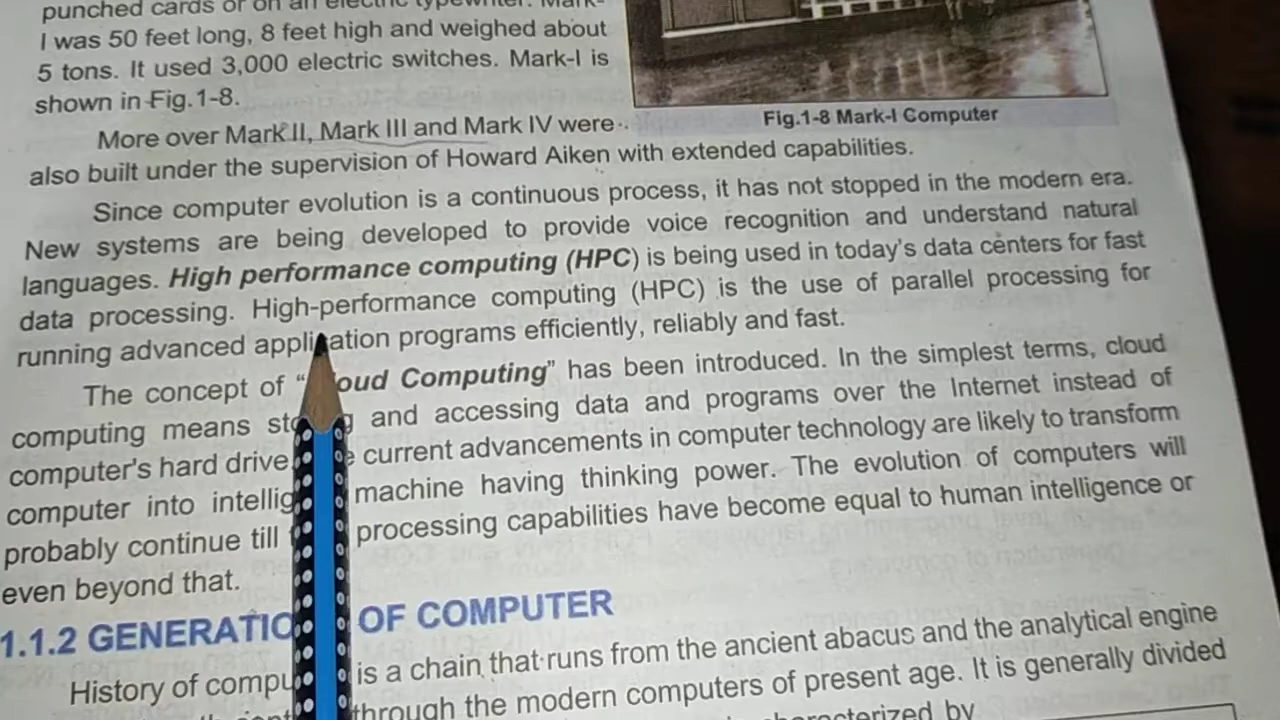 punched cards or on an electric typewriter. Mark-
I was 50 feet long, 8 feet high and weighed about
5 tons. It used 3,000 electric switches. Mark-I is
shown in Fig.1-8.
Fig.1-8 Mark-I Computer
More over Mark II, Mark III and Mark IV were
also built under the supervision of Howard Aiken with extended capabilities.
Since computer evolution is a continuous process, it has not stopped in the modern era.
New systems are being developed to provide voice recognition and understand natural
languages. High performance computing (HPC) is being used in today's data centers for fast
data processing. High-performance computing (HPC) is the use of parallel processing for
running advanced application programs efficiently, reliably and fast.
The concept of "oud Computing" has been introduced. In the simplest terms, cloud
computing means sto g and accessing data and programs over the Internet instead of
computer's hard drive e current advancements in computer technology are likely to transform
computer into intellig machine having thinking power. The evolution of computers will
probably continue till processing capabilities have become equal to human intelligence or
even beyond that.
1.1.2 GENERATIO OF COMPUTER
History of compu is a chain that runs from the ancient abacus and the analytical engine
through the modern computers of present age. It is generally divided
characterized by